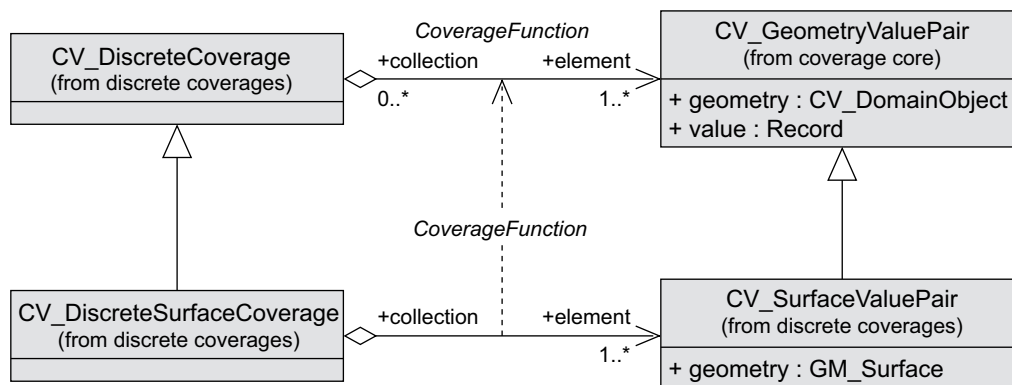 CoverageFunction
CV_DiscreteCoverage
(from discrete coverages)
+collection
0..*
+element
1..*
CV_GeometryValuePair
(from coverage core)
+ geometry : CV_DomainObject
+ value : Record
CoverageFunction
CV_DiscreteSurfaceCoverage
(from discrete coverages)
+collection
+element
1..*
CV_SurfaceValuePair
(from discrete coverages)
+ geometry : GM_Surface